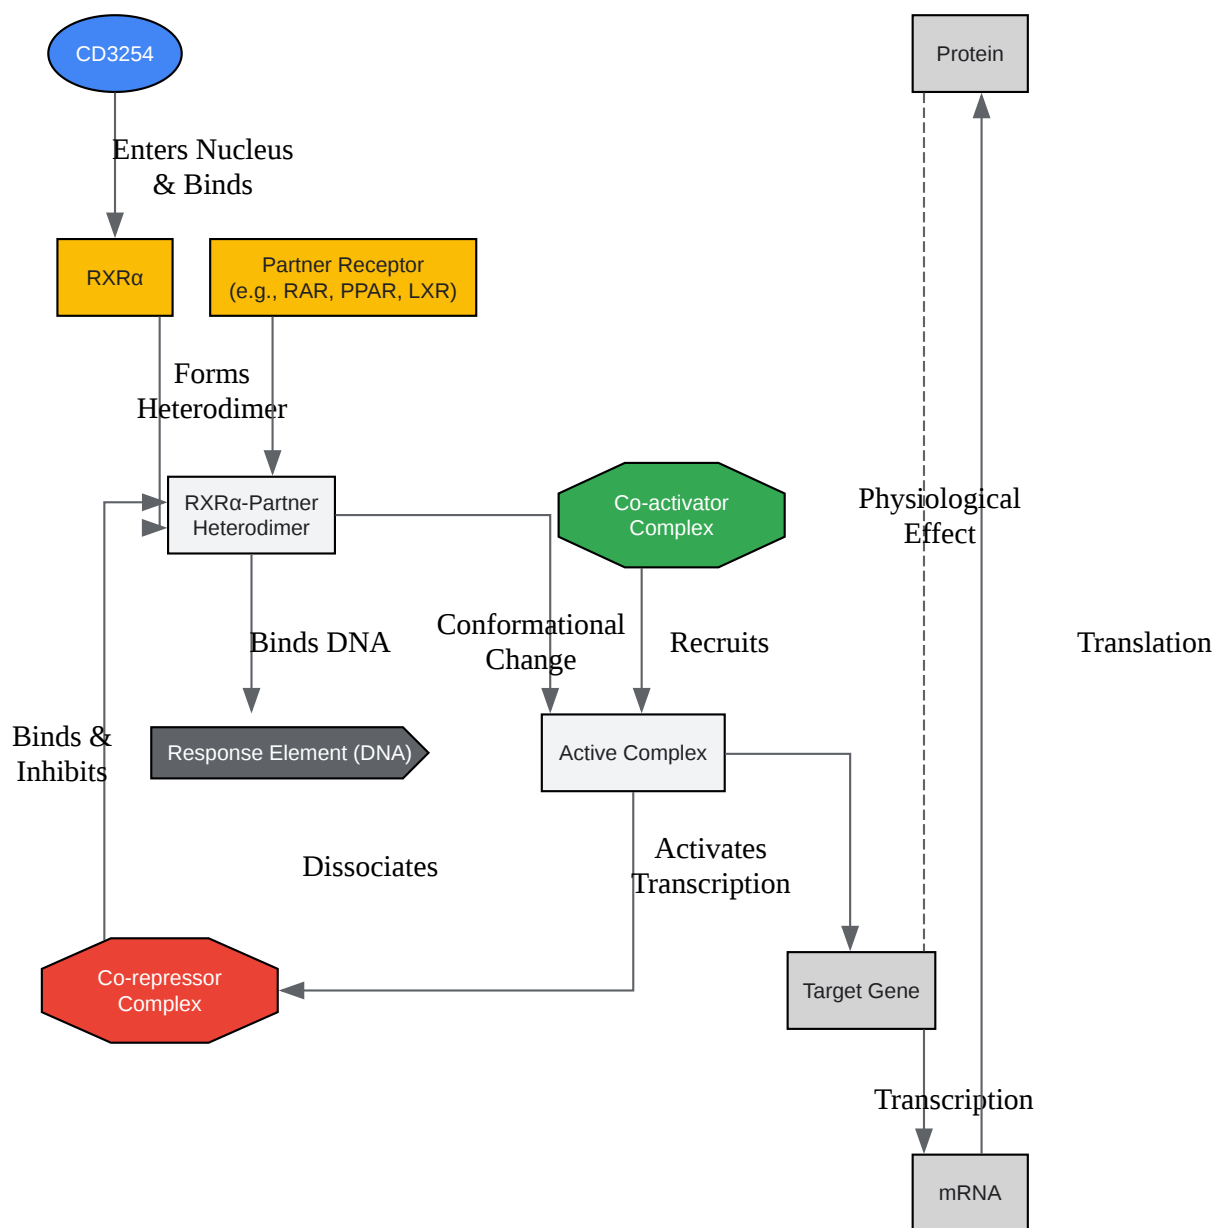 CD3254
Protein
Enters Nucleus
& Binds
RXRα
Partner Receptor
(e.g., RAR, PPAR, LXR)
Forms
Heterodimer
RXRα-Partner
Heterodimer
Co-activator
Complex
Physiological
Effect
Binds DNA
Conformational
Change
Recruits
Translation
Binds &
Inhibits
Response Element (DNA)
Active Complex
Dissociates
Activates
Transcription
Co-repressor
Complex
Target Gene
Transcription
mRNA